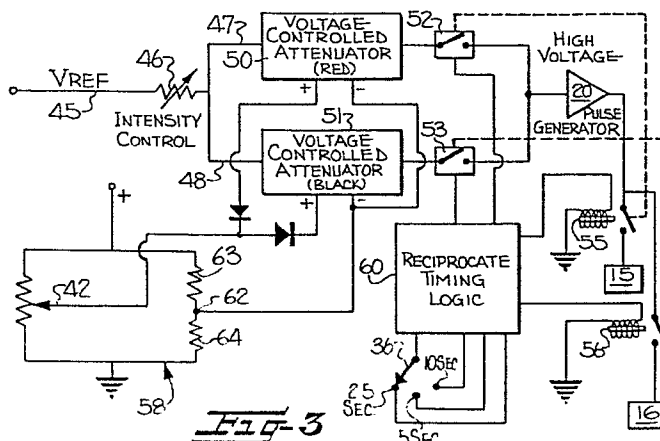 47
VOLTAGE-
CONTROLLED
ATTENUATOR
(RED)
50
+ -
52
HIGH
VOLTAGE
20
PULSE
GENERATOR
46
VREF
45
INTENSITY
CONTROL
51
VOLTAGE
CONTROLLED
ATTENUATOR
(BLACK)
48
+ -
53
+
63
42
62
64
58
60
RECIPROCATE
TIMING
LOGIC
55
15
56
16
36
10SEC
25
SEC.
5SEC
FIG-3